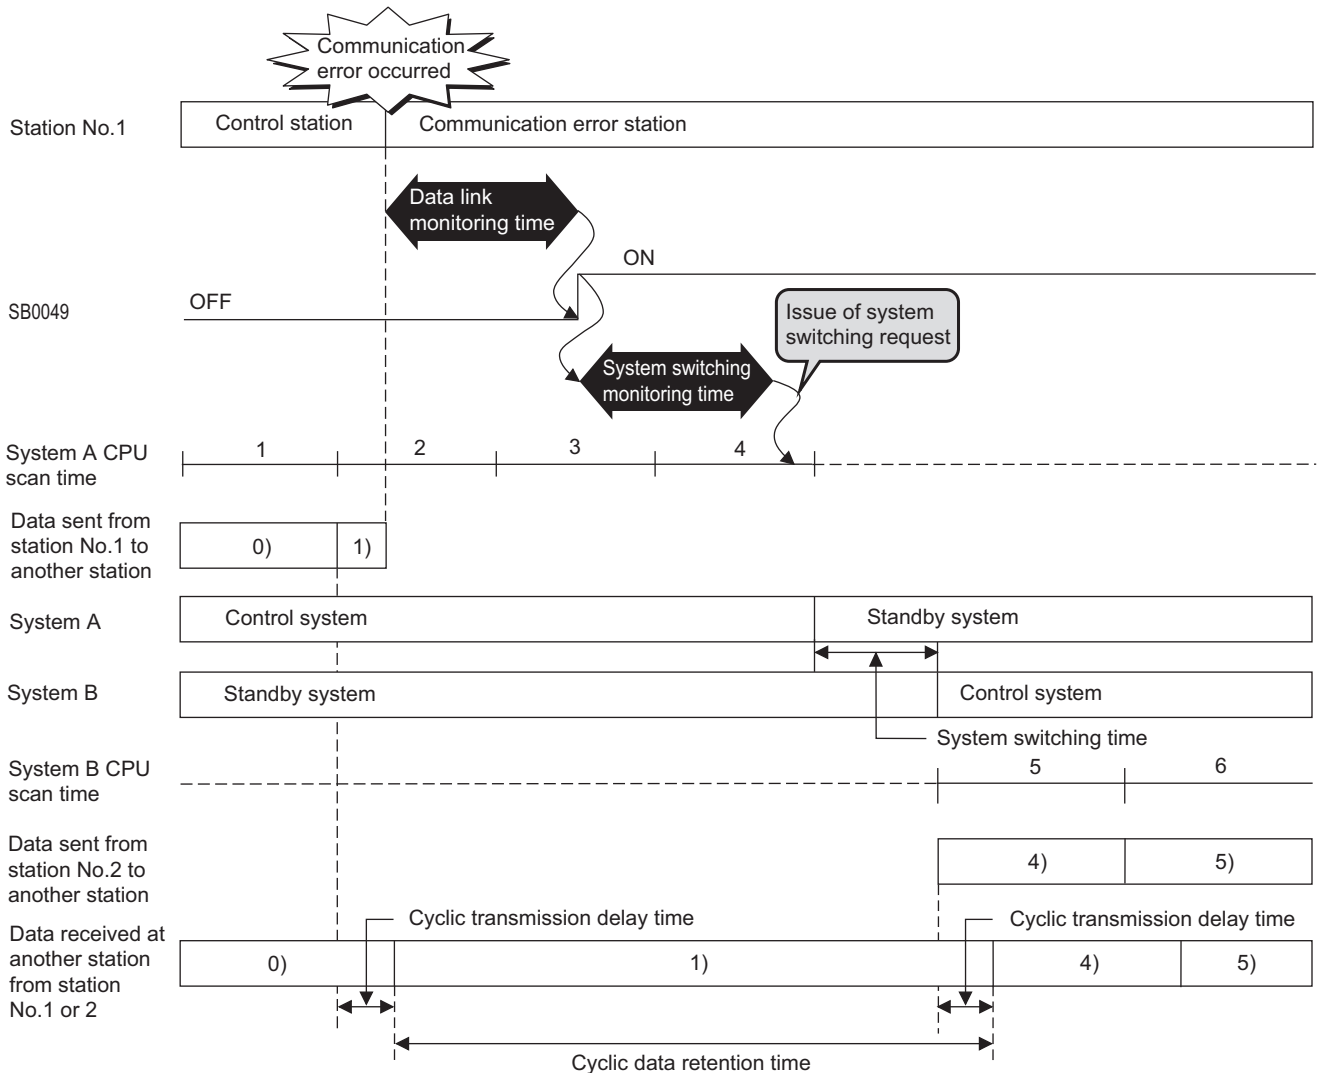 Communication
error occurred
Station No.1
Control station
Communication error station
Data link
monitoring time
ON
SB0049
OFF
Issue of system
switching request
System switching
monitoring time
System A CPU
scan time
1
2
3
4
Data sent from
station No.1 to
another station
0)
1)
System A
Control system
Standby system
System B
Standby system
Control system
System switching time
System B CPU
scan time
5
6
Data sent from
station No.2 to
another station
4)
5)
Cyclic transmission delay time
Cyclic transmission delay time
Data received at
another station
from station
No.1 or 2
0)
1)
4)
5)
Cyclic data retention time